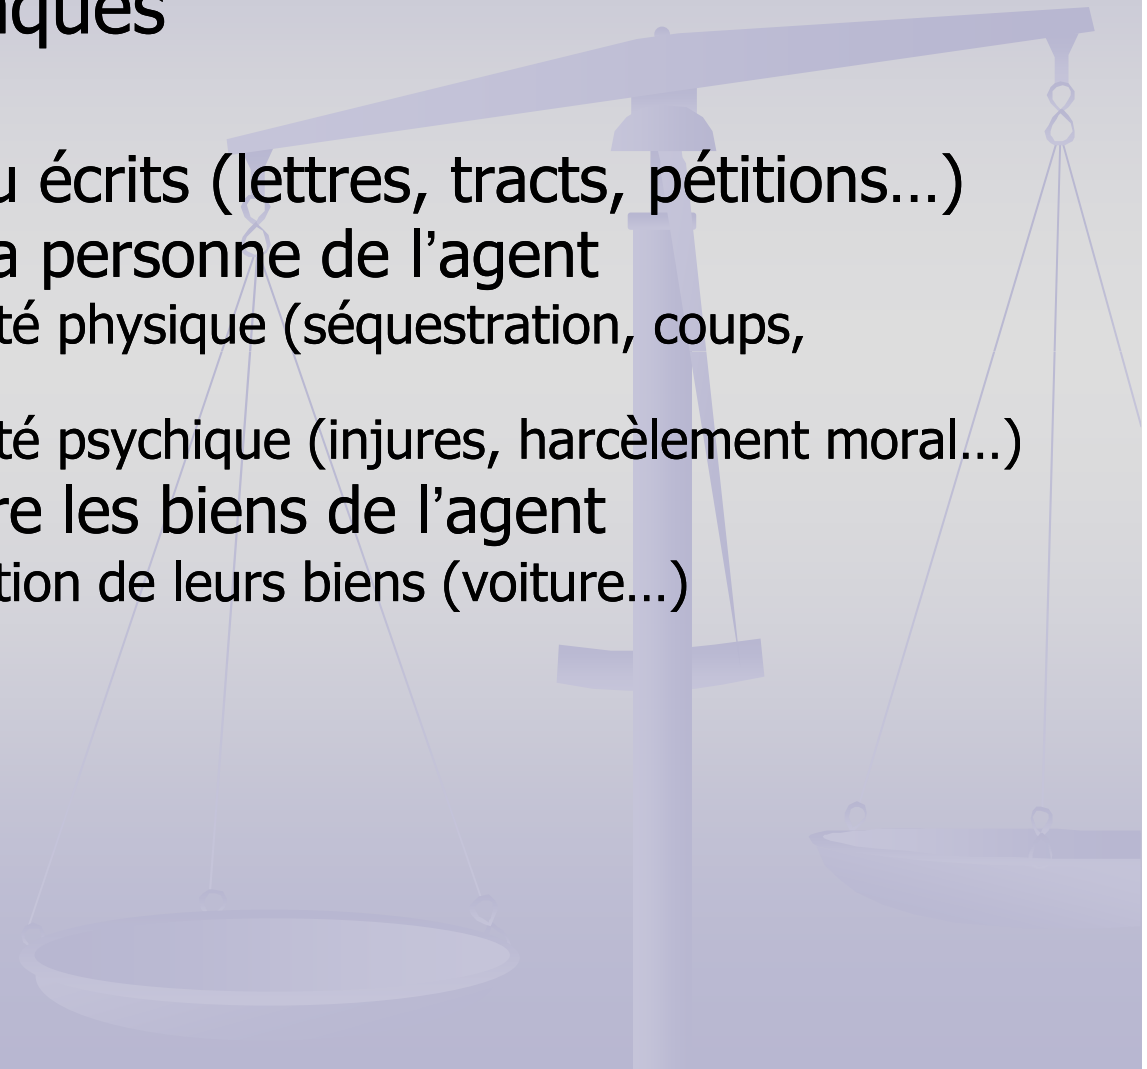 iques
u écrits (lettres, tracts, pétitions…)
a personne de l’agent
té physique (séquestration, coups,
té psychique (injures, harcèlement moral…)
re les biens de l’agent
tion de leurs biens (voiture…)